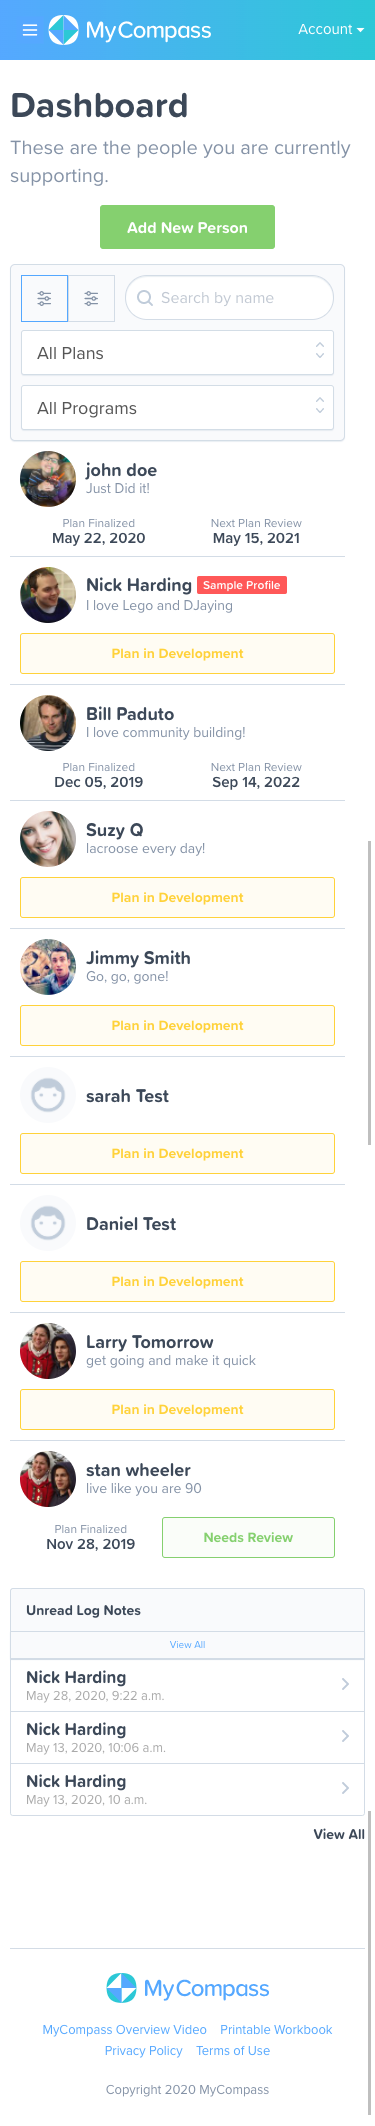 MyCompass
Account
Dashboard
These are the people you are currently
supporting.
Add New Person
Search by name
All Plans
All Programs
john doe
Just Did it!
Plan Finalized Next Plan Review
May 22, 2020 May 15, 2021
Nick Harding Sample Profile
I love Lego and DJaying
Plan in Development
Bill Paduto
I love community building!
Plan Finalized Next Plan Review
Dec 05, 2019 Sep 14, 2022
Suzy Q
lacroose every day!
Plan in Development
Jimmy Smith
Go, go, gone!
Plan in Development
sarah Test
Plan in Development
Daniel Test
Plan in Development
Larry Tomorrow
get going and make it quick
Plan in Development
stan wheeler
live like you are 90
Plan Finalized
Nov 28, 2019
Needs Review
Unread Log Notes
View All
Nick Harding
May 28, 2020, 9:22 a.m.
Nick Harding
May 13, 2020, 10:06 a.m.
Nick Harding
May 13, 2020, 10 a.m.
View All
MyCompass
MyCompass Overview Video Printable Workbook
Privacy Policy Terms of Use
Copyright 2020 MyCompass